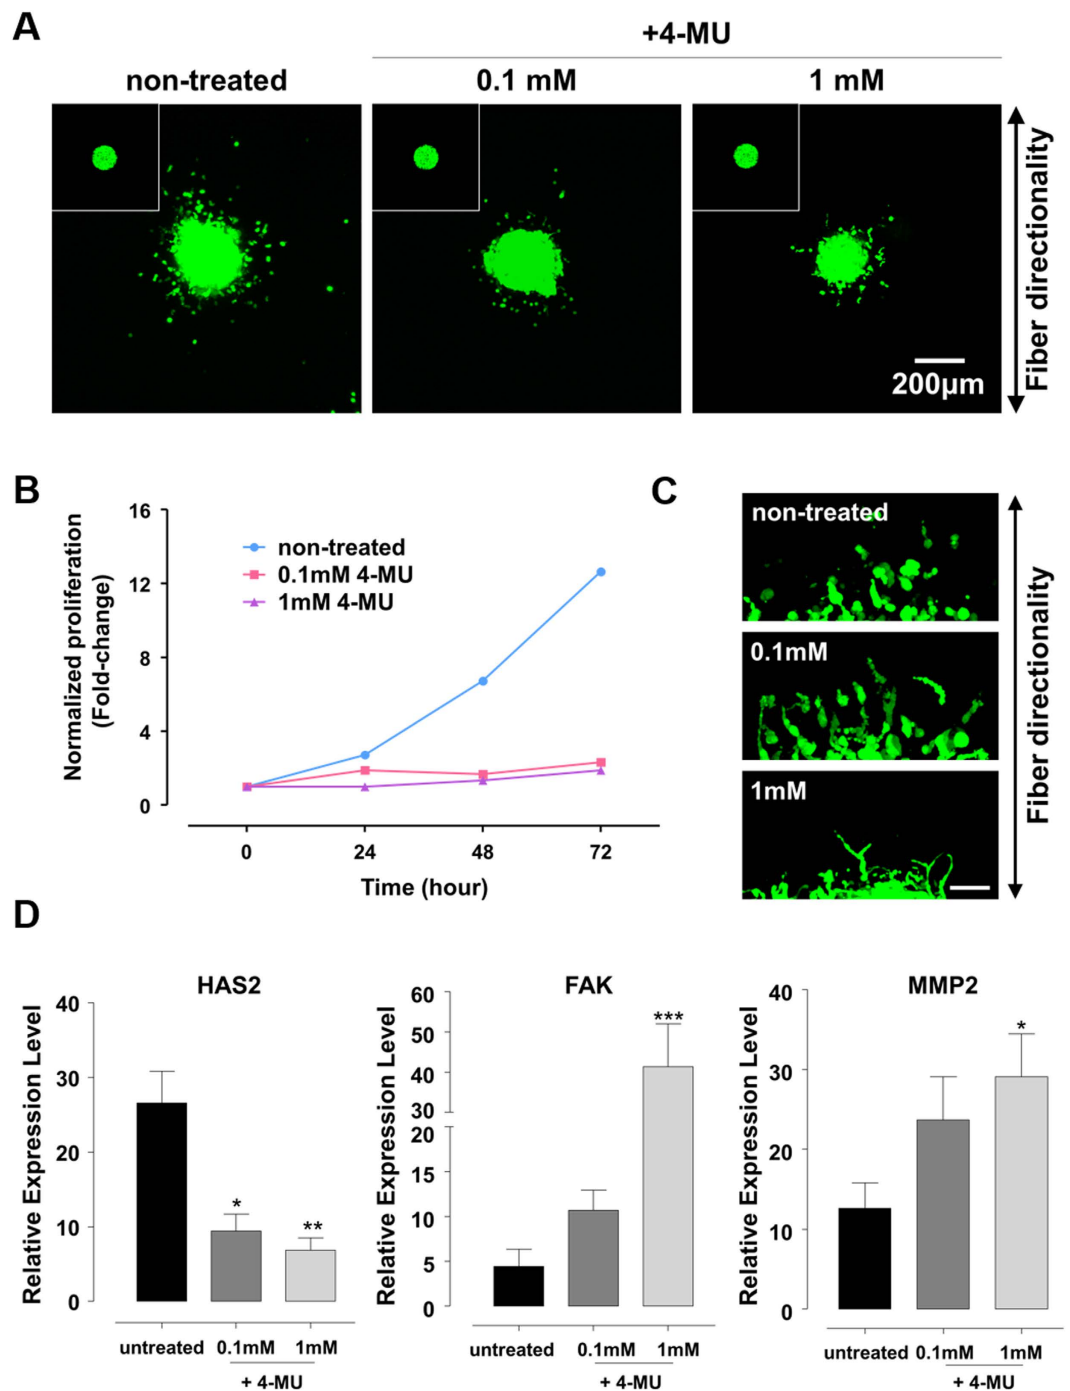 A
+4-MU
non-treated
0.1 mM
1 mM
200μm
Fiber directionality
B
Normalized proliferation
(Fold-change)
16
12
8
4
0
non-treated
0.1mM 4-MU
1mM 4-MU
0
24
48
72
Time (hour)
C
non-treated
0.1mM
1mM
Fiber directionality
D
HAS2
Relative Expression Level
40
30
20
10
0
*
**
untreated
0.1mM
1mM
+ 4-MU
FAK
Relative Expression Level
60
50
40
30
20
15
10
5
0
***
untreated
0.1mM
1mM
+ 4-MU
MMP2
Relative Expression Level
40
30
20
10
0
*
untreated
0.1mM
1mM
+ 4-MU